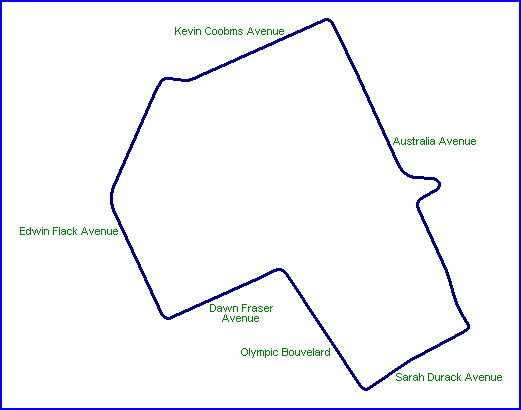 Kevin Coobms Avenue
Australia Avenue
Edwin Flack Avenue
Dawn Fraser
Avenue
Olympic Bouvelard
Sarah Durack Avenue